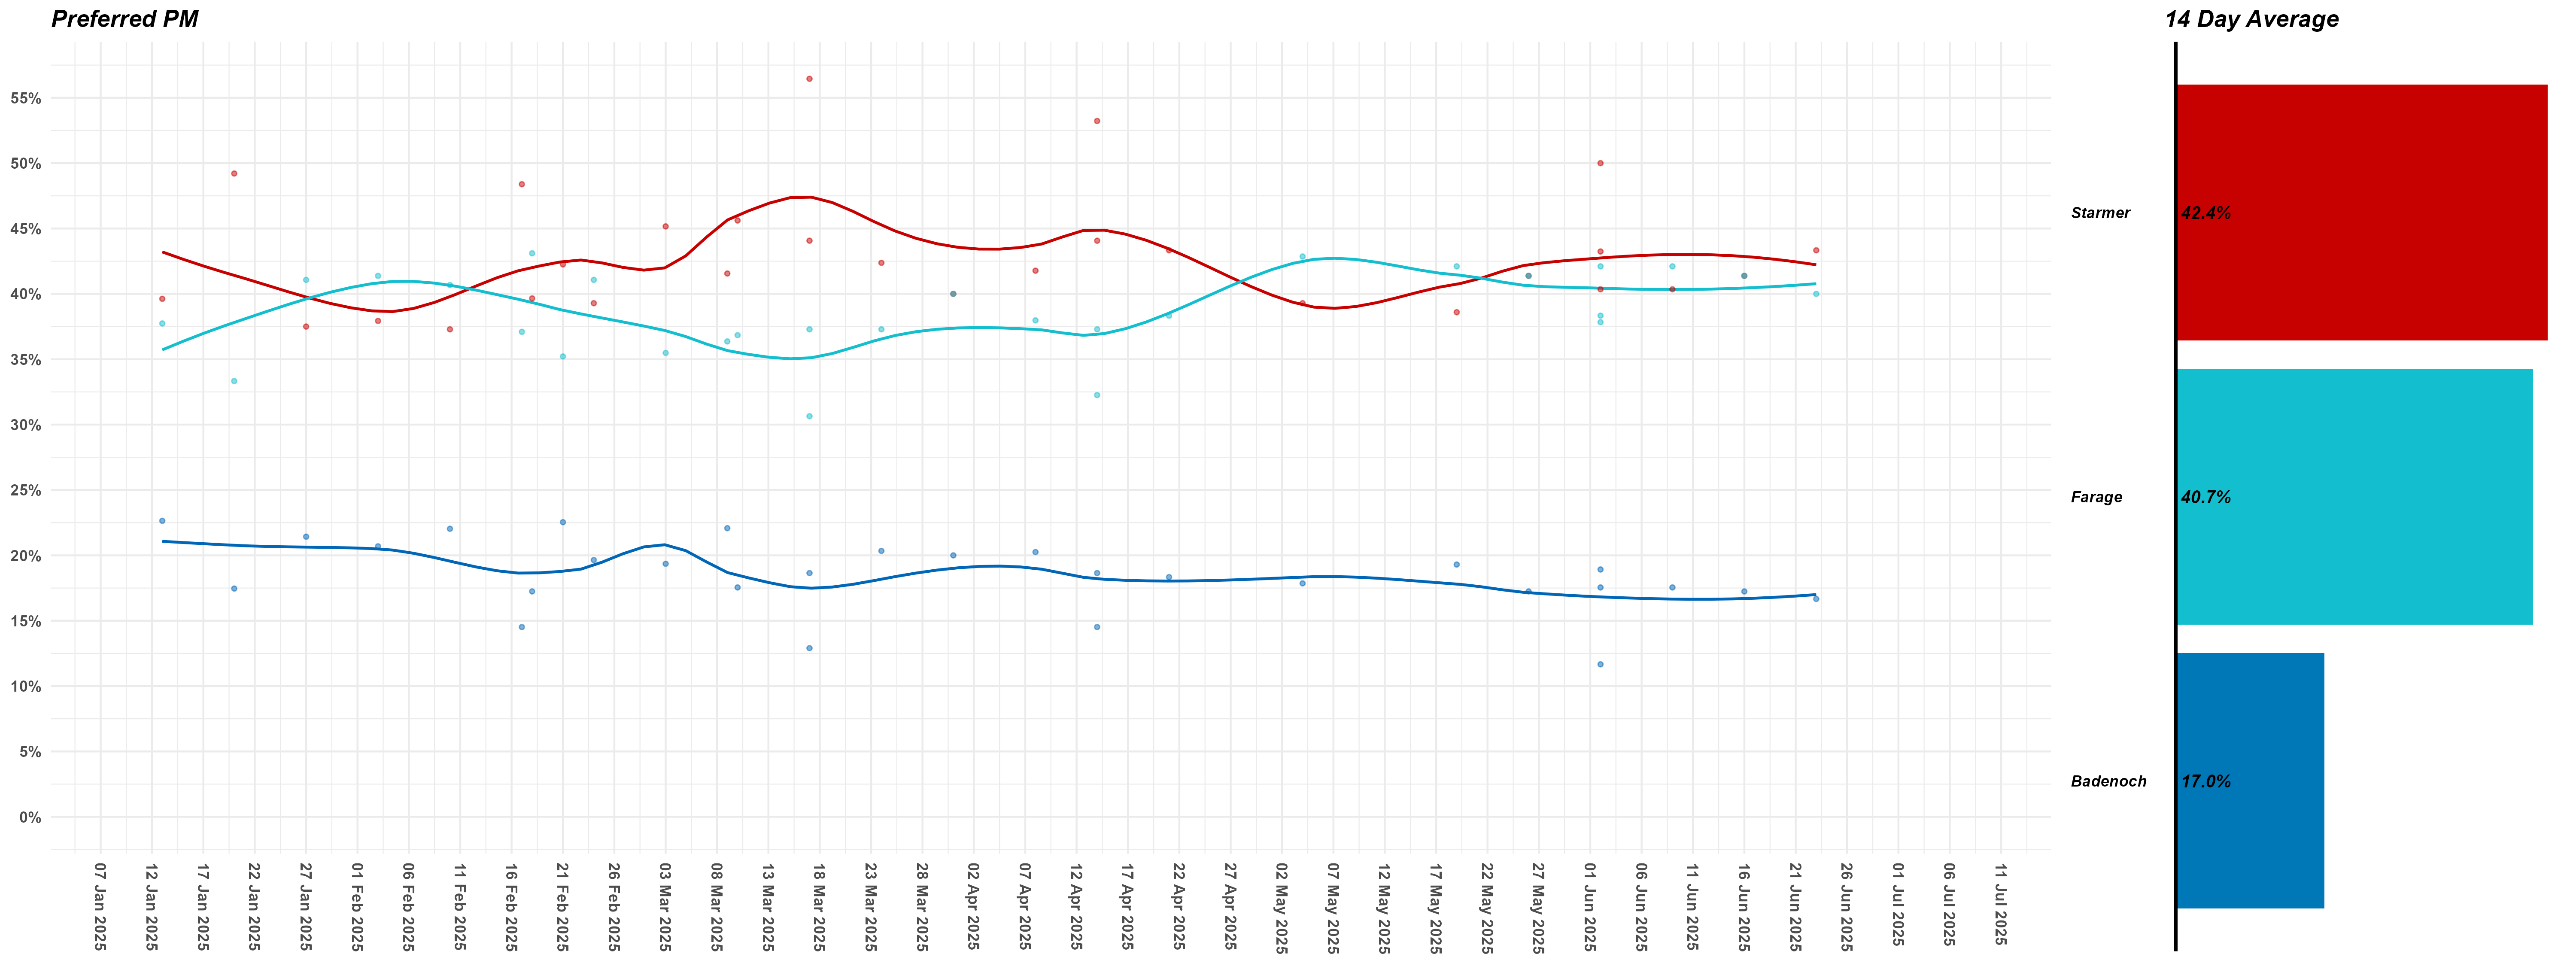 Preferred PM
14 Day Average
55%
50%
45%
40%
35%
30%
25%
20%
15%
10%
5%
0%
07 Jan 2025
12 Jan 2025
17 Jan 2025
22 Jan 2025
27 Jan 2025
01 Feb 2025
06 Feb 2025
11 Feb 2025
16 Feb 2025
21 Feb 2025
26 Feb 2025
03 Mar 2025
08 Mar 2025
13 Mar 2025
18 Mar 2025
23 Mar 2025
28 Mar 2025
02 Apr 2025
07 Apr 2025
12 Apr 2025
17 Apr 2025
22 Apr 2025
27 Apr 2025
02 May 2025
07 May 2025
12 May 2025
17 May 2025
22 May 2025
27 May 2025
01 Jun 2025
06 Jun 2025
11 Jun 2025
16 Jun 2025
21 Jun 2025
26 Jun 2025
01 Jul 2025
06 Jul 2025
11 Jul 2025
Starmer 42.4%
Farage 40.7%
Badenoch 17.0%